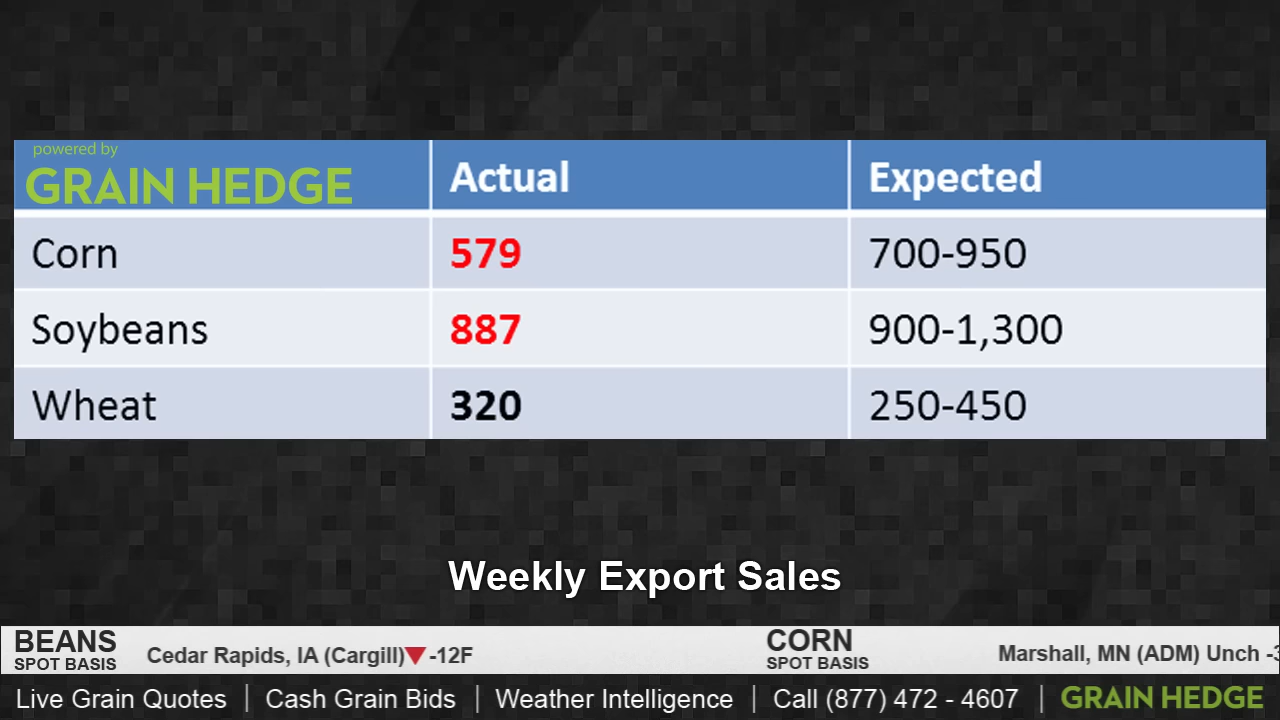 powered by
GRAIN HEDGE
Actual
Expected
Corn
579
700-950
Soybeans
887
900-1,300
Wheat
320
250-450
Weekly Export Sales
BEANS
SPOT BASIS
Cedar Rapids, IA (Cargill) -12F
CORN
SPOT BASIS
Marshall, MN (ADM) Unch
Live Grain Quotes | Cash Grain Bids | Weather Intelligence | Call (877) 472 - 4607 | GRAIN HEDGE